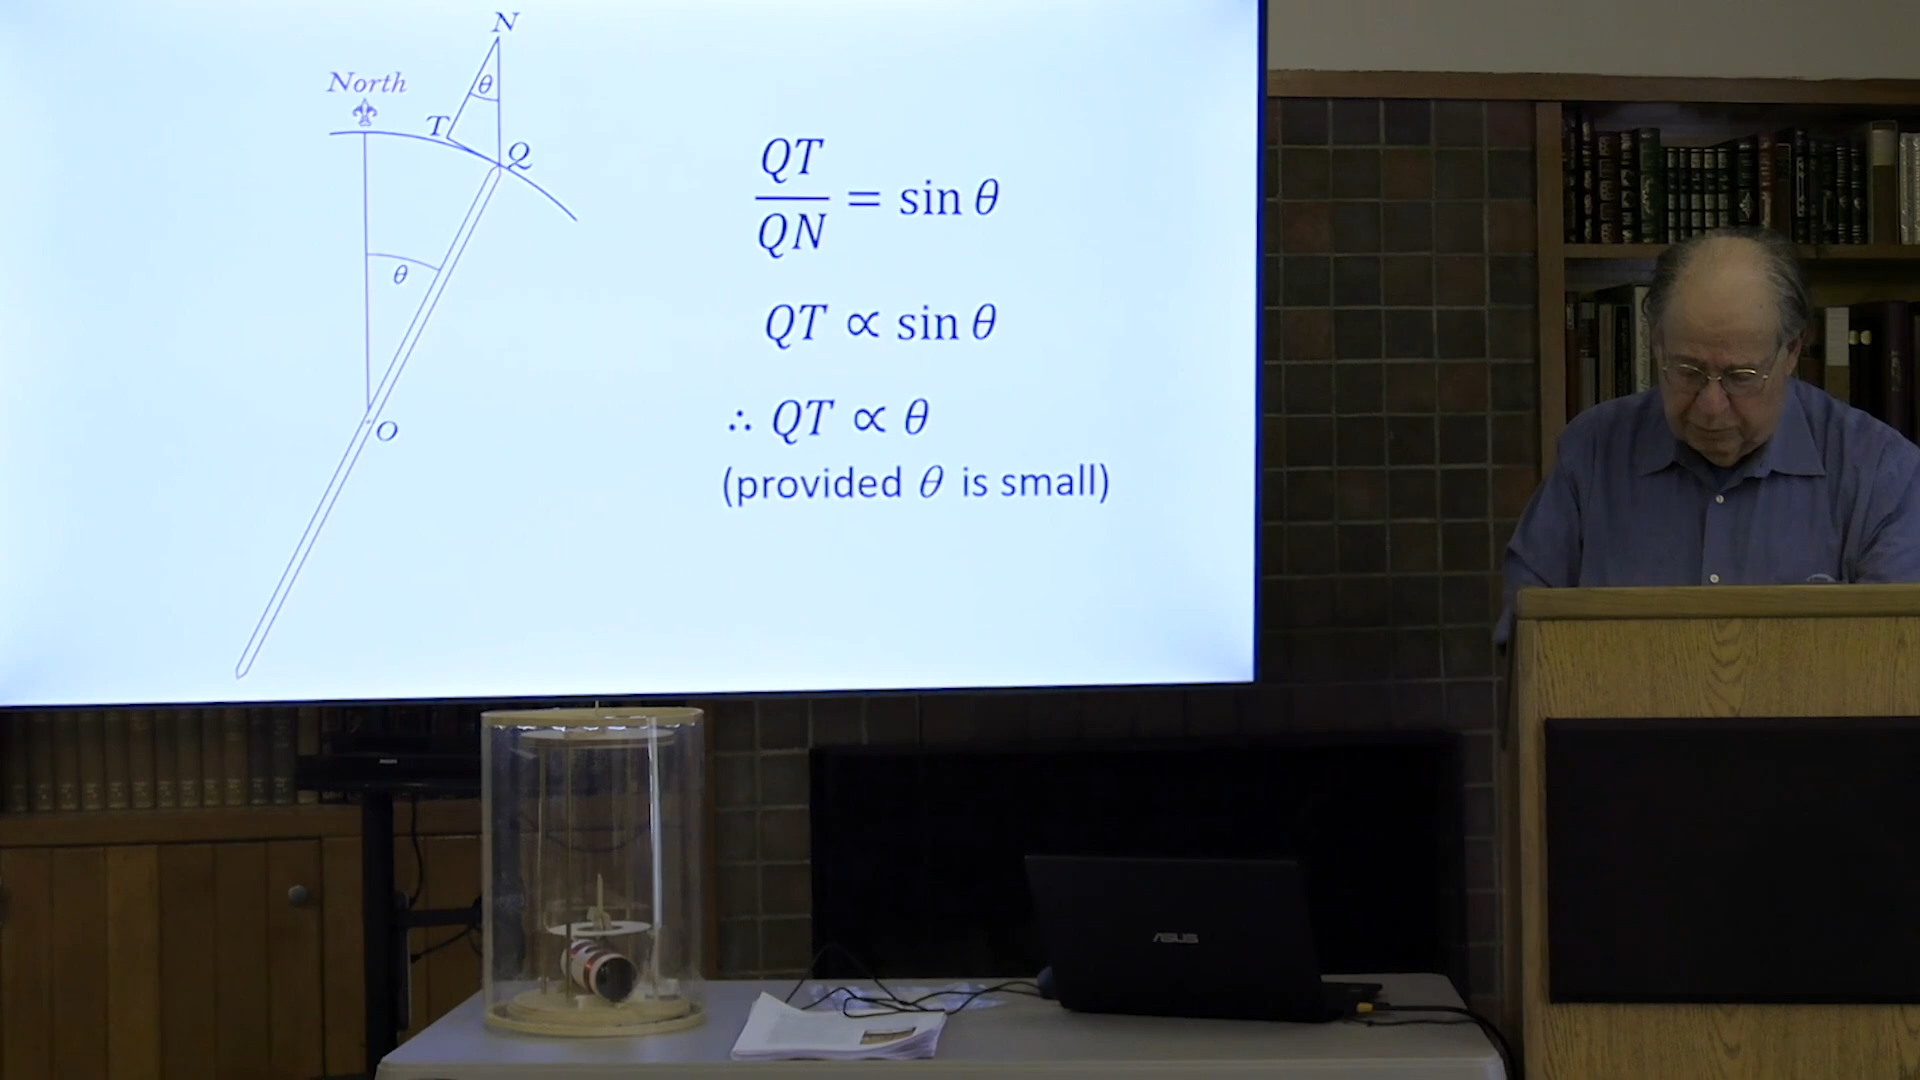 N
θ
North
T
Q
θ
O
QT
QN
= sin θ
QT ∝ sin θ
∴ QT ∝ θ
(provided θ is small)
ASUS